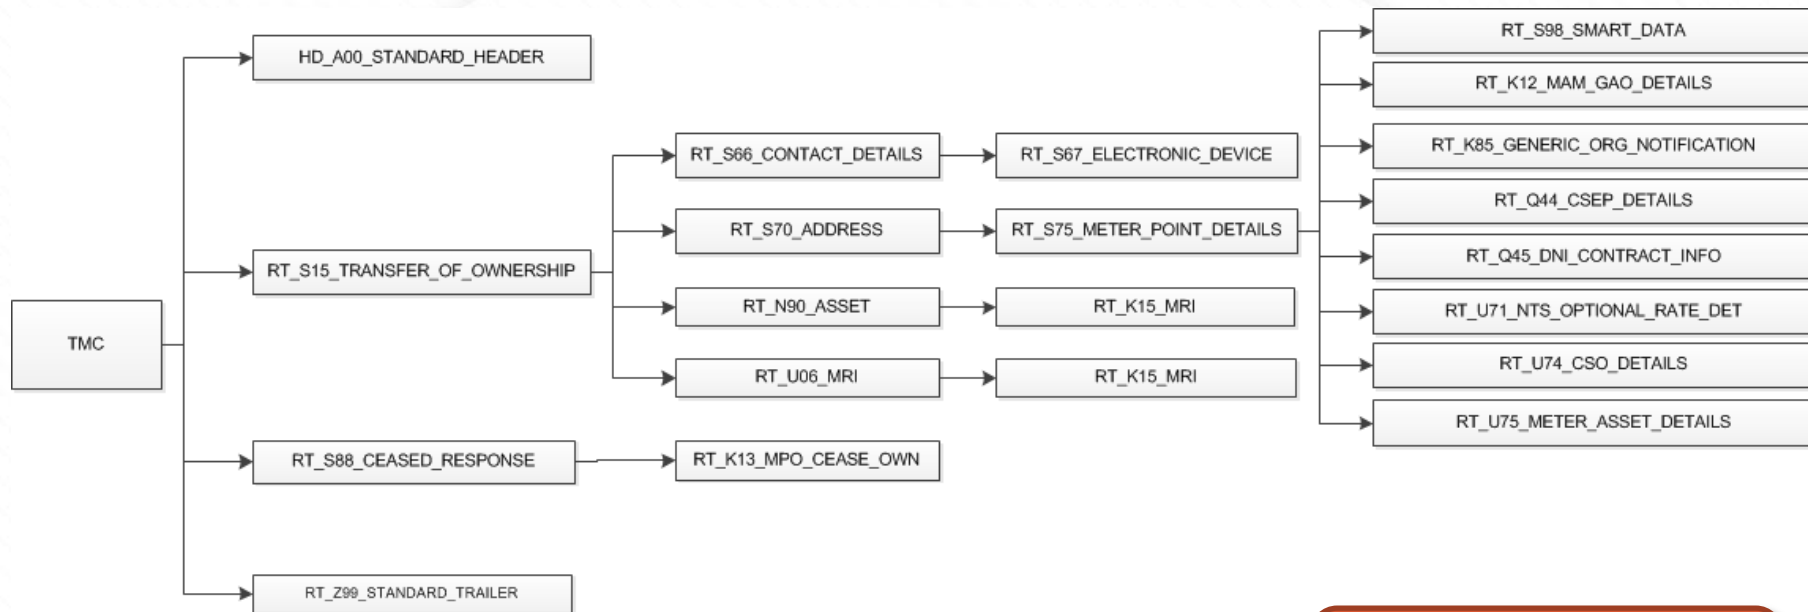 TMC
HD_A00_STANDARD_HEADER
RT_S15_TRANSFER_OF_OWNERSHIP
RT_S88_CEASED_RESPONSE
RT_Z99_STANDARD_TRAILER
RT_S66_CONTACT_DETAILS
RT_S70_ADDRESS
RT_N90_ASSET
RT_U06_MRI
RT_K13_MPO_CEASE_OWN
RT_S67_ELECTRONIC_DEVICE
RT_S75_METER_POINT_DETAILS
RT_K15_MRI
RT_K15_MRI
RT_S98_SMART_DATA
RT_K12_MAM_GAO_DETAILS
RT_K85_GENERIC_ORG_NOTIFICATION
RT_Q44_CSEP_DETAILS
RT_Q45_DNI_CONTRACT_INFO
RT_U71_NTS_OPTIONAL_RATE_DET
RT_U74_CSO_DETAILS
RT_U75_METER_ASSET_DETAILS